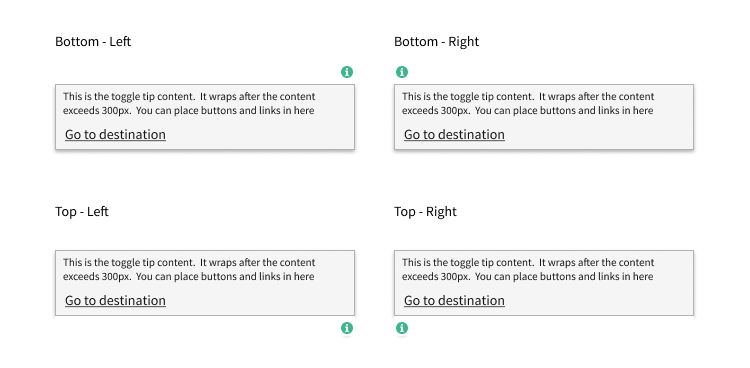 Bottom - Left
Bottom - Right
This is the toggle tip content.  It wraps after the content
exceeds 300px.  You can place buttons and links in here
Go to destination
This is the toggle tip content.  It wraps after the content
exceeds 300px.  You can place buttons and links in here
Go to destination
Top - Left
Top - Right
This is the toggle tip content.  It wraps after the content
exceeds 300px.  You can place buttons and links in here
Go to destination
This is the toggle tip content.  It wraps after the content
exceeds 300px.  You can place buttons and links in here
Go to destination